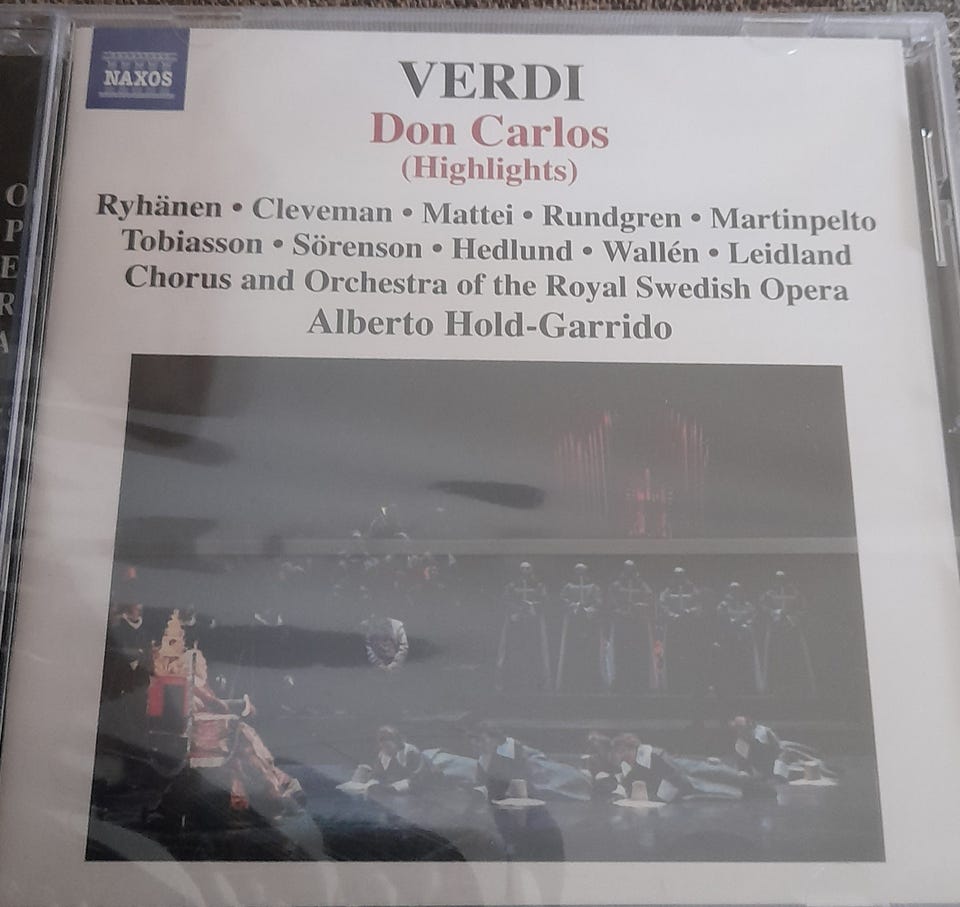 NAXOS
VERDI
Don Carlos
(Highlights)
Ryhänen • Cleveman • Mattei • Rundgren • Martinpelto
Tobiasson • Sörenson • Hedlund • Wallén • Leidland
Chorus and Orchestra of the Royal Swedish Opera
Alberto Hold-Garrido
OPERA